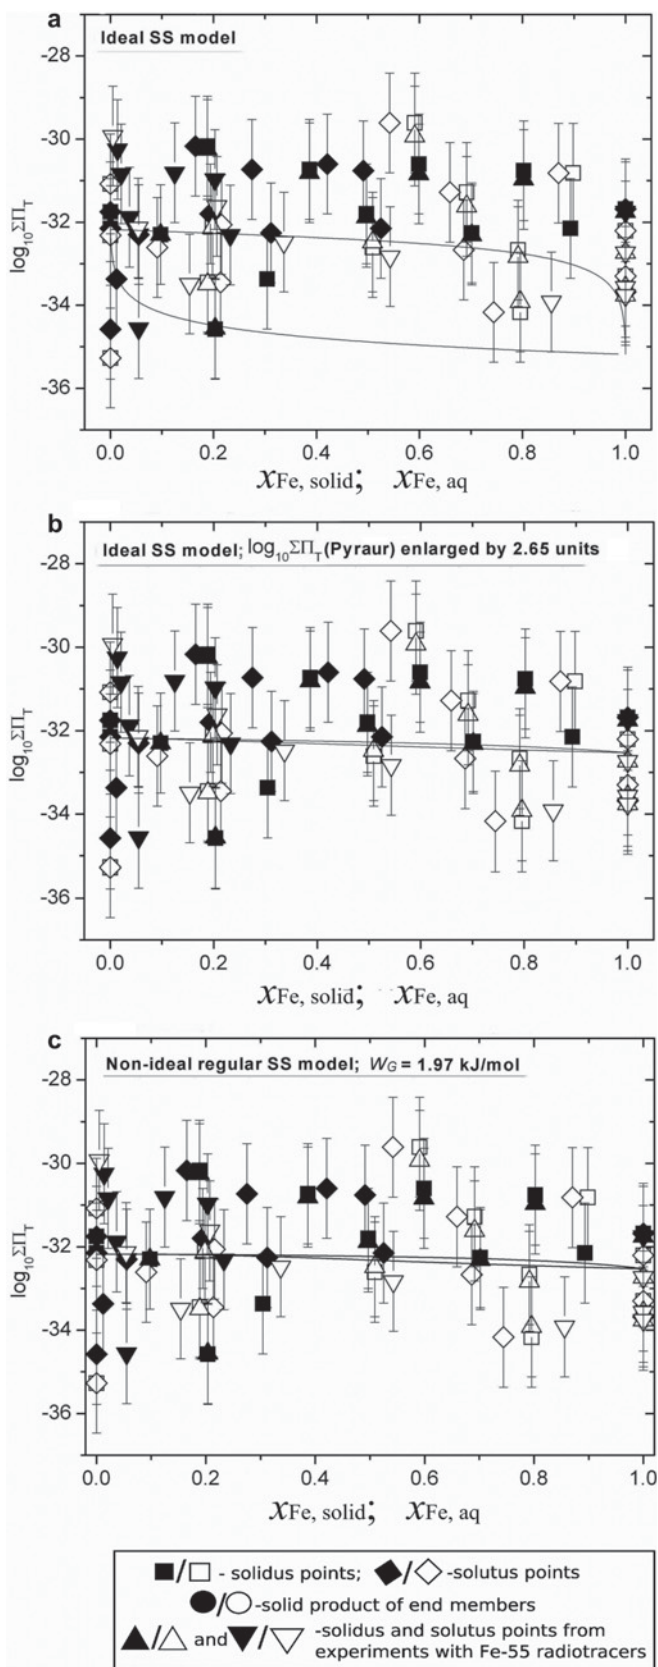 a
Ideal SS model
-28
-30
-32
-34
-36
log₁₀ΣΠ_T
0.0 0.2 0.4 0.6 0.8 1.0
xFe, solid; xFe, aq
b
Ideal SS model; log₁₀ΣΠ_T(Pyraur) enlarged by 2.65 units
-28
-30
-32
-34
-36
log₁₀ΣΠ_T
0.0 0.2 0.4 0.6 0.8 1.0
xFe, solid; xFe, aq
c
Non-ideal regular SS model; W_G = 1.97 kJ/mol
-28
-30
-32
-34
-36
log₁₀ΣΠ_T
0.0 0.2 0.4 0.6 0.8 1.0
xFe, solid; xFe, aq
■/□ - solidus points; ◆/◇ -solutus points
●/○ -solid product of end members
▲/△ and ▼/▽ -solidus and solutus points from
experiments with Fe-55 radiotracers